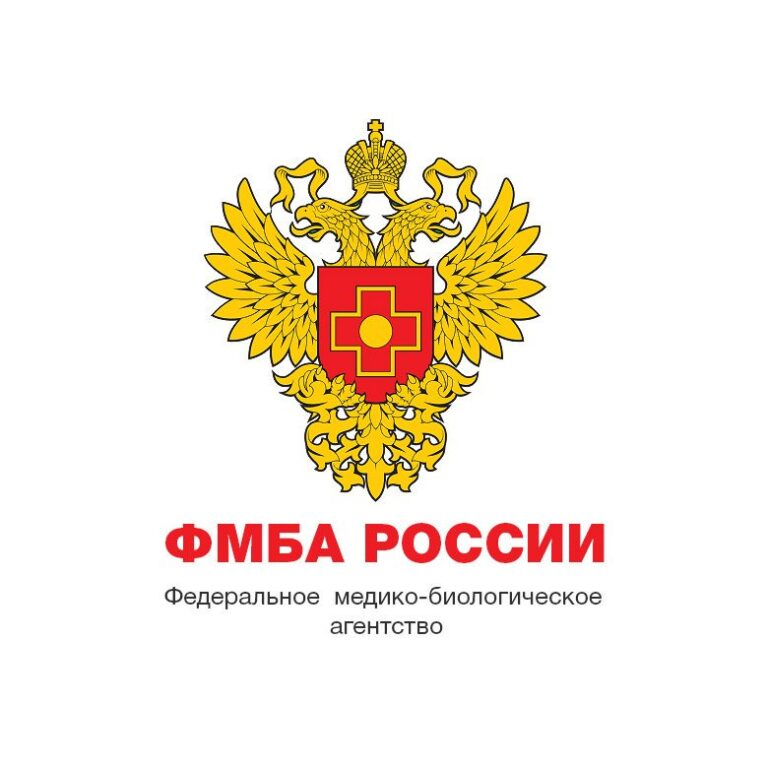 ФМБА РОССИИ
Федеральное медико-биологическое
агентство